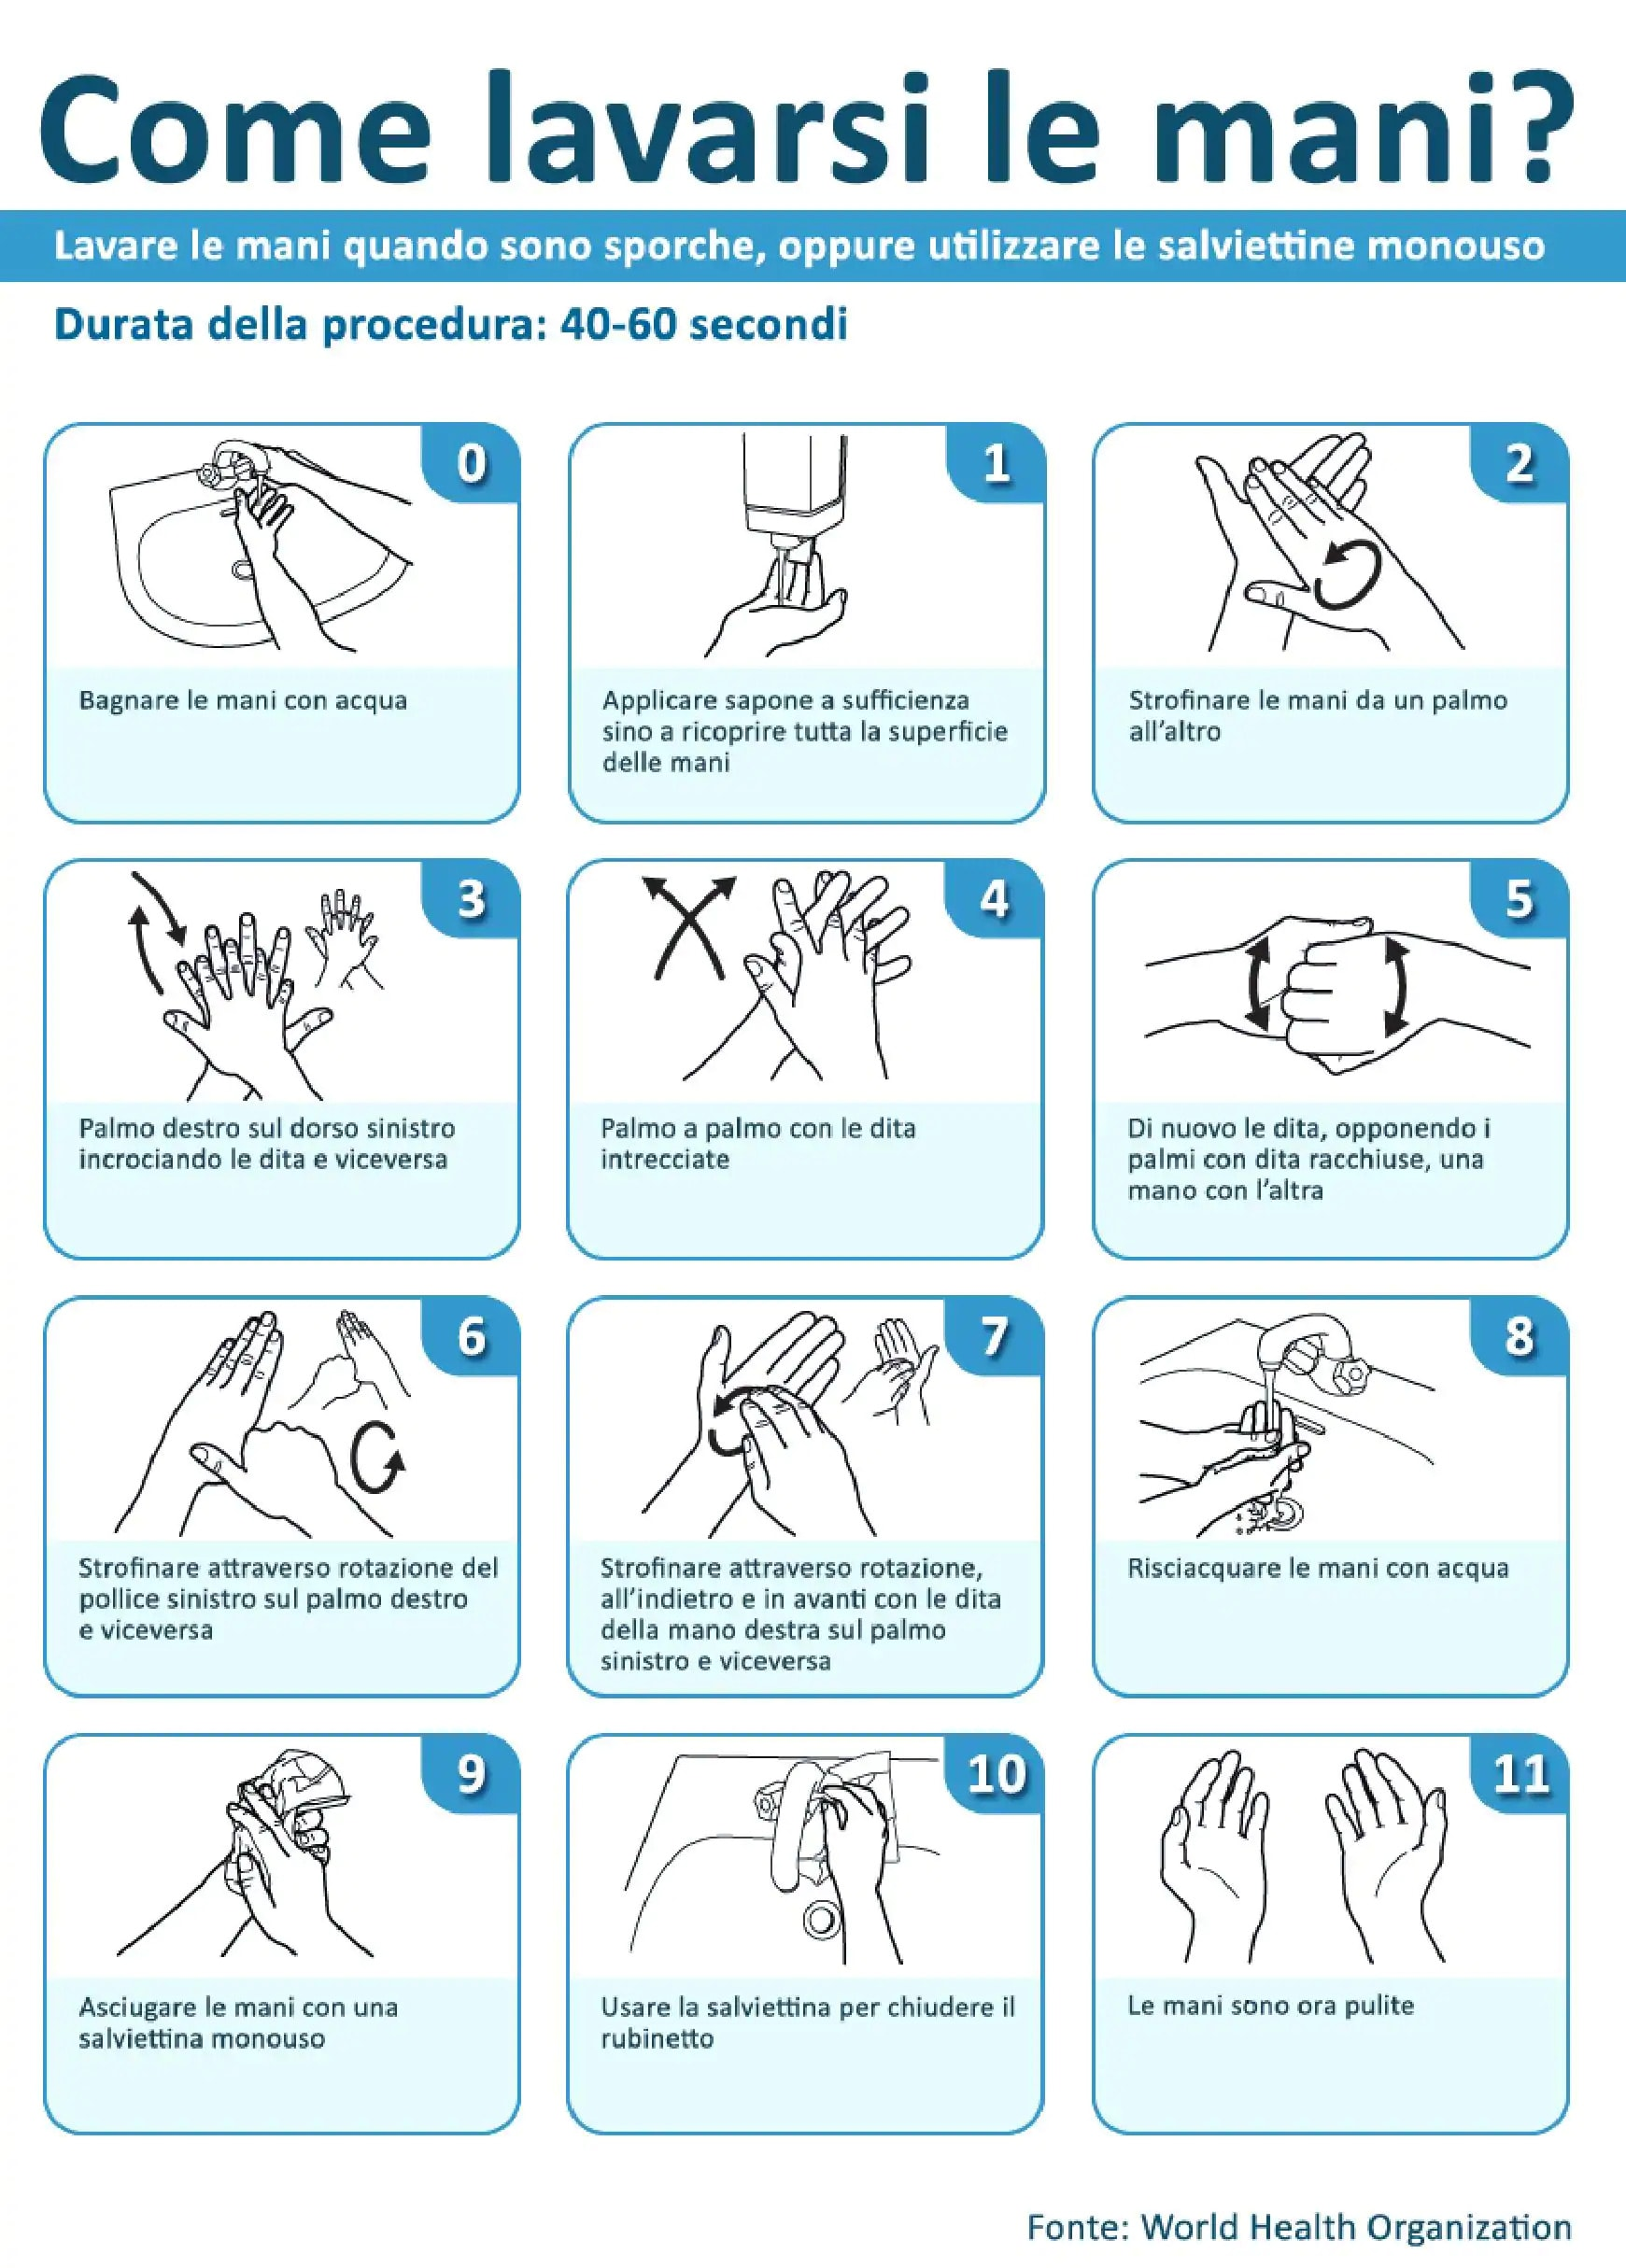 Come lavarsi le mani?
Lavare le mani quando sono sporche, oppure utilizzare le salviettine monouso
Durata della procedura: 40-60 secondi
0
Bagnare le mani con acqua
1
Applicare sapone a sufficienza
sino a ricoprire tutta la superficie
delle mani
2
Strofinare le mani da un palmo
all'altro
3
Palmo destro sul dorso sinistro
incrociando le dita e viceversa
4
Palmo a palmo con le dita
intrecciate
5
Di nuovo le dita, opponendo i
palmi con dita racchiuse, una
mano con l'altra
6
Strofinare attraverso rotazione del
pollice sinistro sul palmo destro
e viceversa
7
Strofinare attraverso rotazione,
all'indietro e in avanti con le dita
della mano destra sul palmo
sinistro e viceversa
8
Risciacquare le mani con acqua
9
Asciugare le mani con una
salviettina monouso
10
Usare la salviettina per chiudere il
rubinetto
11
Le mani sono ora pulite
Fonte: World Health Organization